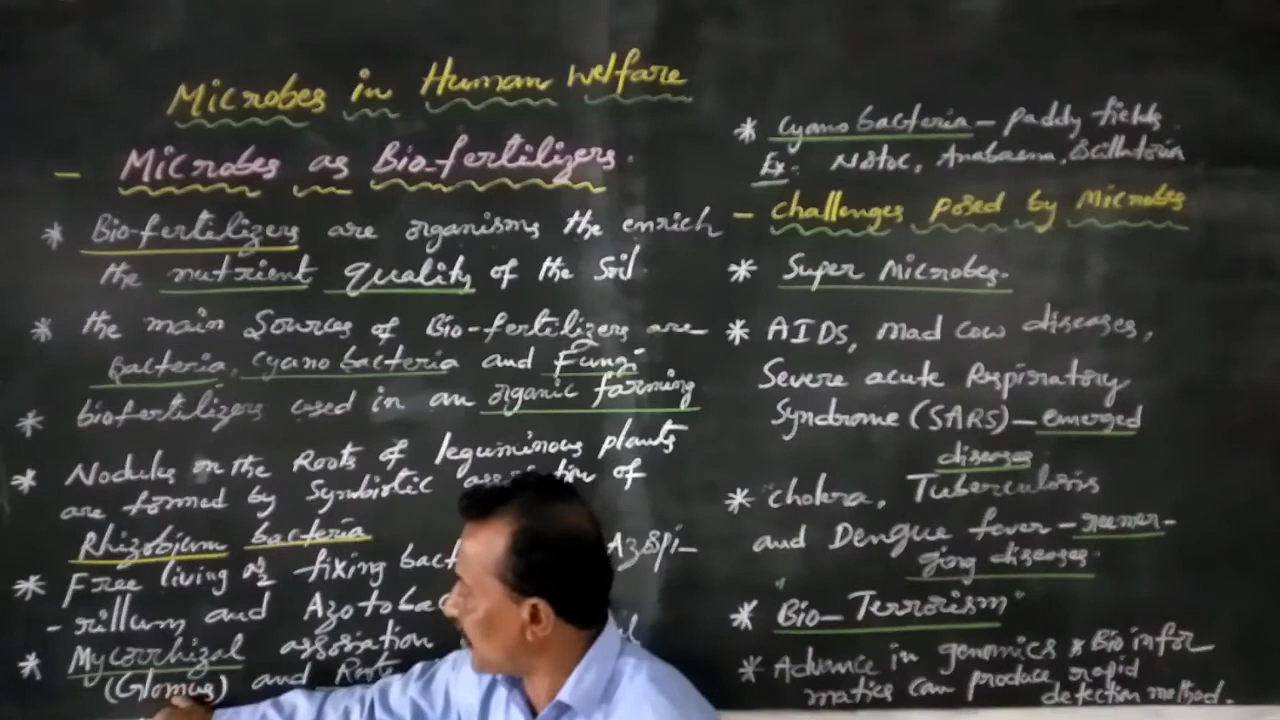 Microbes in Human welfare
- Microbes as Bio-fertilizers.
* Bio-fertilizers are organisms the enrich
the nutrient quality of the Soil.
* the main Sources of Bio-fertilizers are
bacteria, Cyano bacteria and Fungi
* biofertilizers used in an organic farming
* Nodules on the Roots of leguminous plants
are formed by Symbiotic of
Rhizobium bacteria
* Free living N2 fixing Azospi-
- rillum and
* Mycorrhizal assosiation
(Glomus) and Roots
* Cyano bacteria - paddy fields.
Ex: Nostoc, Anabaena, Oscillatoria
- Challenges posed by Microbes
* Super Microbes.
* AIDS, Mad Cow diseases,
Severe acute Respiratory
Syndrome (SARS) - emerged
diseases.
* Cholera, Tuberculosis
and Dengue fever - reemer-
ging diseases.
* "Bio-Terrorism"
* Advance in genomics & Bio infor
matics can produce rapid
detection method.